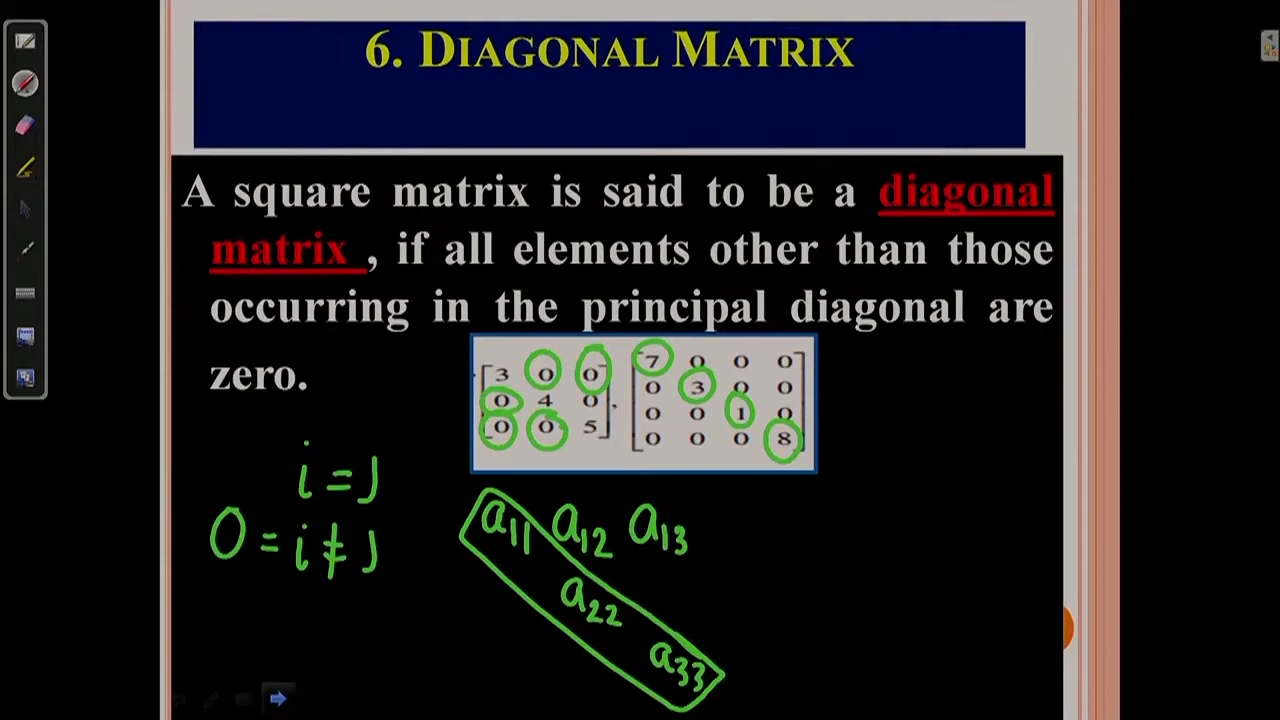 6. DIAGONAL MATRIX
A square matrix is said to be a diagonal
matrix , if all elements other than those
occurring in the principal diagonal are
zero.
3 0 0
0 4 0
0 0 5
,
7 0 0 0
0 3 0 0
0 0 1 0
0 0 0 8
i = J
0 = i ≠ J
a11 a12 a13
a22
a33